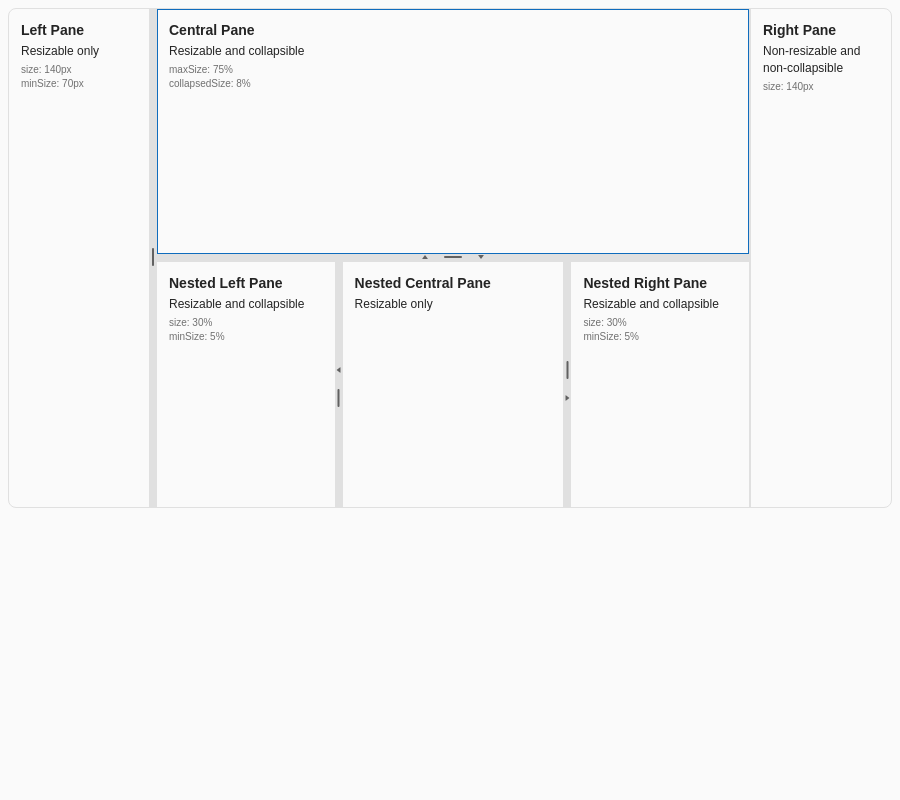 Left Pane
Resizable only
size: 140px
minSize: 70px
Central Pane
Resizable and collapsible
maxSize: 75%
collapsedSize: 8%
Right Pane
Non-resizable and
non-collapsible
size: 140px
Nested Left Pane
Resizable and collapsible
size: 30%
minSize: 5%
Nested Central Pane
Resizable only
Nested Right Pane
Resizable and collapsible
size: 30%
minSize: 5%